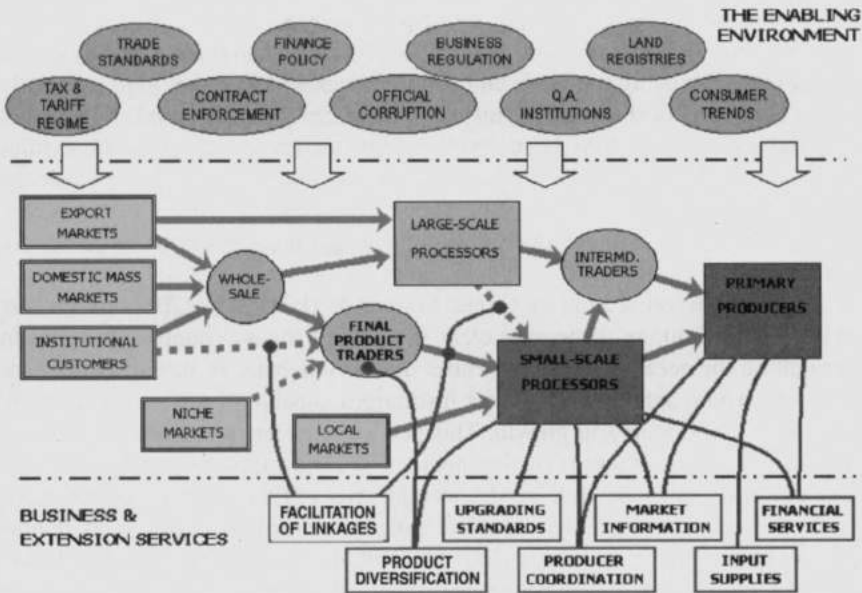 THE ENABLING
ENVIRONMENT
TRADE
STANDARDS
FINANCE
POLICY
BUSINESS
REGULATION
LAND
REGISTRIES
TAX &
TARIFF
REGIME
CONTRACT
ENFORCEMENT
OFFICIAL
CORRUPTION
Q.A.
INSTITUTIONS
CONSUMER
TRENDS
EXPORT
MARKETS
LARGE-SCALE
PROCESSORS
DOMESTIC MASS
MARKETS
WHOLE-
SALE
INTERMD.
TRADERS
PRIMARY
PRODUCERS
INSTITUTIONAL
CUSTOMERS
FINAL
PRODUCT
TRADERS
SMALL-SCALE
PROCESSORS
NICHE
MARKETS
LOCAL
MARKETS
BUSINESS &
EXTENSION SERVICES
FACILITATION
OF LINKAGES
UPGRADING
STANDARDS
MARKET
INFORMATION
FINANCIAL
SERVICES
PRODUCT
DIVERSIFICATION
PRODUCER
COORDINATION
INPUT
SUPPLIES